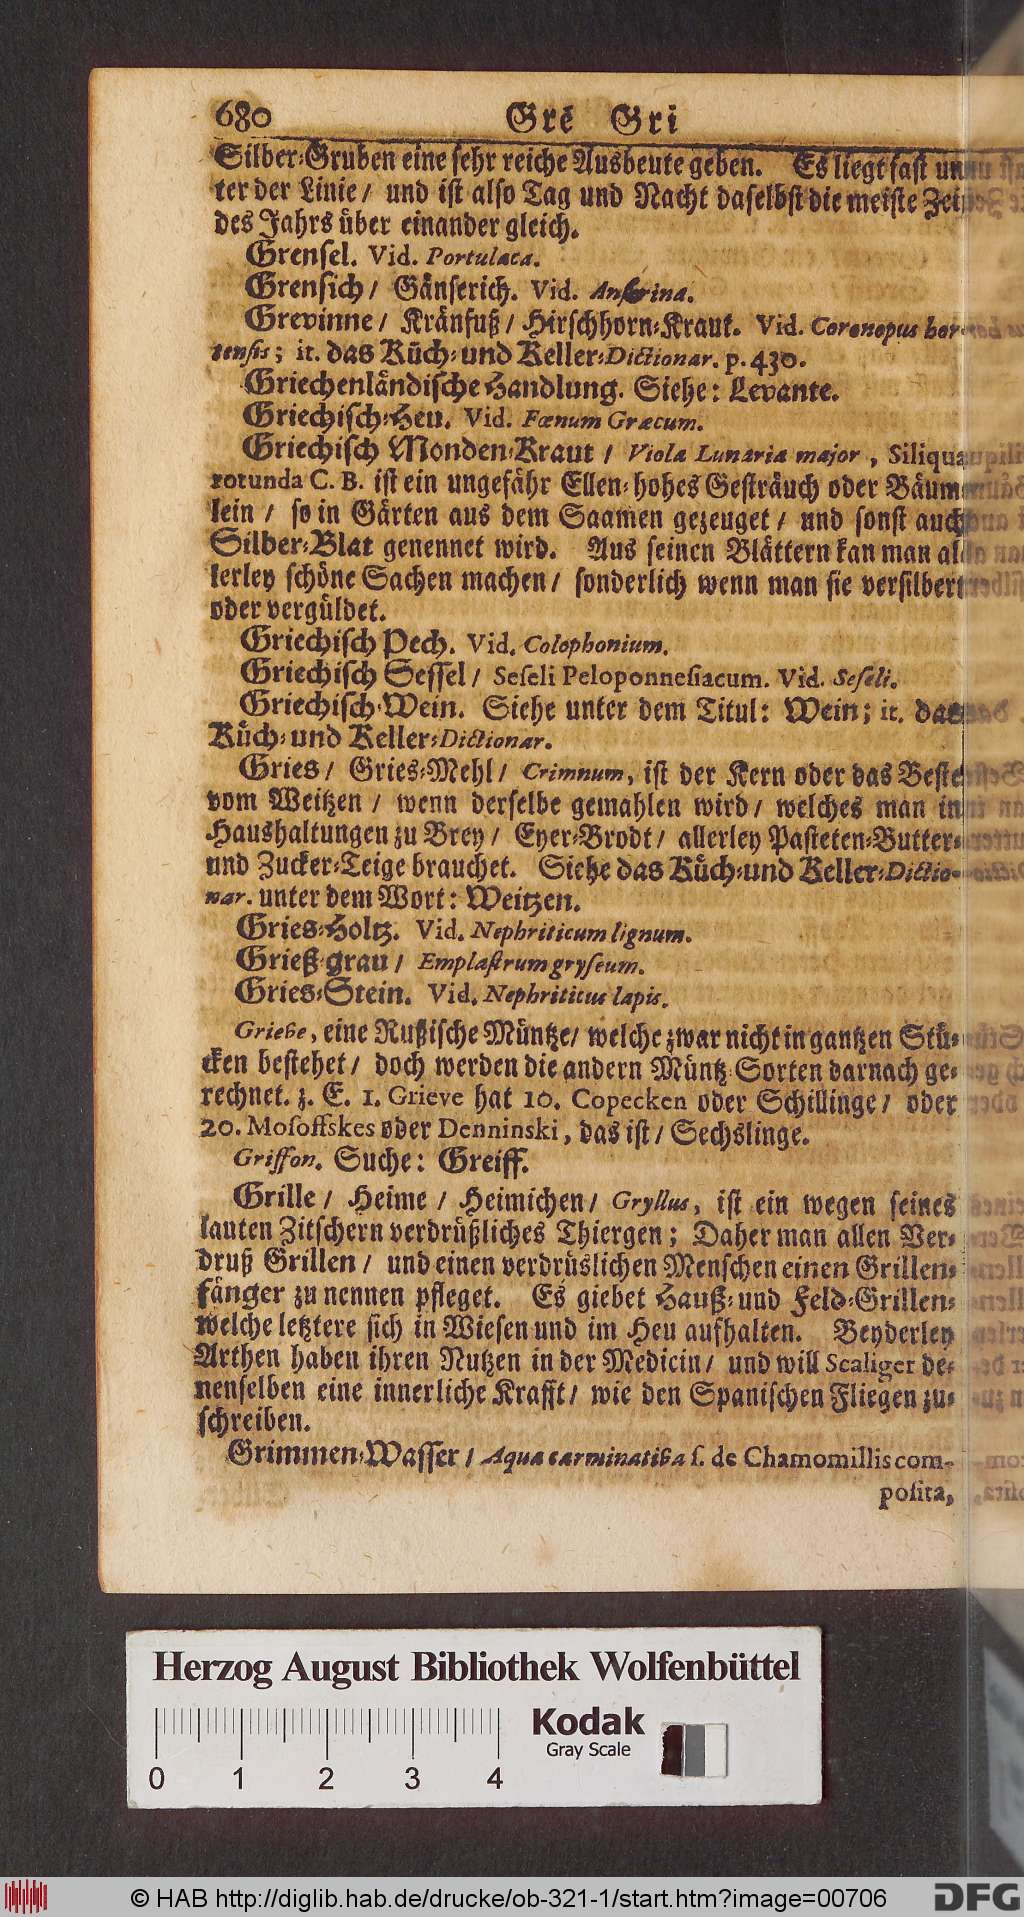 680 Gre Gri
Silber-Gruben eine sehr reiche Ausbeute geben. Es liegt fast un-
ter der Linie / und ist also Tag und Nacht daselbst die meiste Zeit
des Jahrs über einander gleich.
Grensel. Vid. Portulaca.
Grensich / Gänserich. Vid. Anserina.
Grevinne / Kränfuß / Hirschhorn-Kraut. Vid. Coronopus hor-
tensis; it. das Küch- und Keller-Dictionar. p. 430.
Griechenländische Handlung. Siehe: Levante.
Griechisch-Heu. Vid. Fœnum Græcum.
Griechisch Monden-Kraut / Viola Lunaria major, Siliqua
rotunda C. B. ist ein ungefähr Ellen-hohes Gesträuch oder Bäum-
lein / so in Gärten aus dem Saamen gezeuget / und sonst auch
Silber-Blat genennet wird. Aus seinen Blättern kan man al-
lerley schöne Sachen machen / sonderlich wenn man sie versilbert
oder vergüldet.
Griechisch Pech. Vid. Colophonium.
Griechisch Sessel / Seseli Peloponnesiacum. Vid. Seseli.
Griechisch-Wein. Siehe unter dem Titul: Wein; it. das
Küch- und Keller-Dictionar.
Gries / Gries-Mehl / Crimnum, ist der Kern oder das Beste
vom Weitzen / wenn derselbe gemahlen wird / welches man in
Haushaltungen zu Brey / Eyer-Brodt / allerley Pasteten-Butter-
und Zucker-Teige brauchet. Siehe das Küch- und Keller-Dictio-
nar. unter dem Wort: Weitzen.
Gries-Holtz. Vid. Nephriticum lignum.
Grieß-grau / Emplastrum gryseum.
Gries-Stein. Vid. Nephriticus lapis.
Grieve, eine Rußische Müntze / welche zwar nicht in gantzen Stü-
cken bestehet / doch werden die andern Müntz-Sorten darnach ge-
rechnet. z. E. 1. Grieve hat 10. Copecken oder Schillinge / oder
20. Mosoffskes oder Denninski, das ist / Sechslinge.
Griffon. Suche: Greiff.
Grille / Heime / Heimichen / Gryllus, ist ein wegen seines
lauten Zitschern verdrüßliches Thiergen; Daher man allen Ver-
druß Grillen / und einen verdrüslichen Menschen einen Grillen-
fänger zu nennen pfleget. Es giebet Hauß- und Feld-Grillen-
welche letztere sich in Wiesen und im Heu aufhalten. Beyderley
Arthen haben ihren Nutzen in der Medicin / und will Scaliger de-
nenselben eine innerliche Krafft / wie den Spanischen Fliegen zu-
schreiben.
Grimmen-Wasser / Aqua carminativa s. de Chamomillis com-
posita,
Herzog August Bibliothek Wolfenbüttel
Kodak
Gray Scale
0 1 2 3 4
© HAB http://diglib.hab.de/drucke/ob-321-1/start.htm?image=00706
DFG